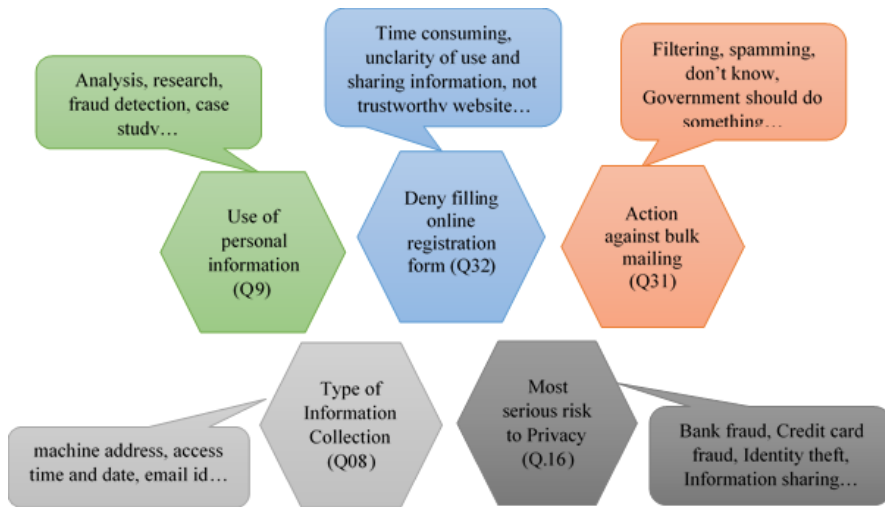 Analysis, research,
fraud detection, case
study…
Time consuming,
unclarity of use and
sharing information, not
trustworthy website…
Filtering, spamming,
don’t know,
Government should do
something…
Use of
personal
information
(Q9)
Deny filling
online
registration
form (Q32)
Action
against bulk
mailing
(Q31)
Type of
Information
Collection
(Q08)
Most
serious risk
to Privacy
(Q.16)
machine address, access
time and date, email id…
Bank fraud, Credit card
fraud, Identity theft,
Information sharing…